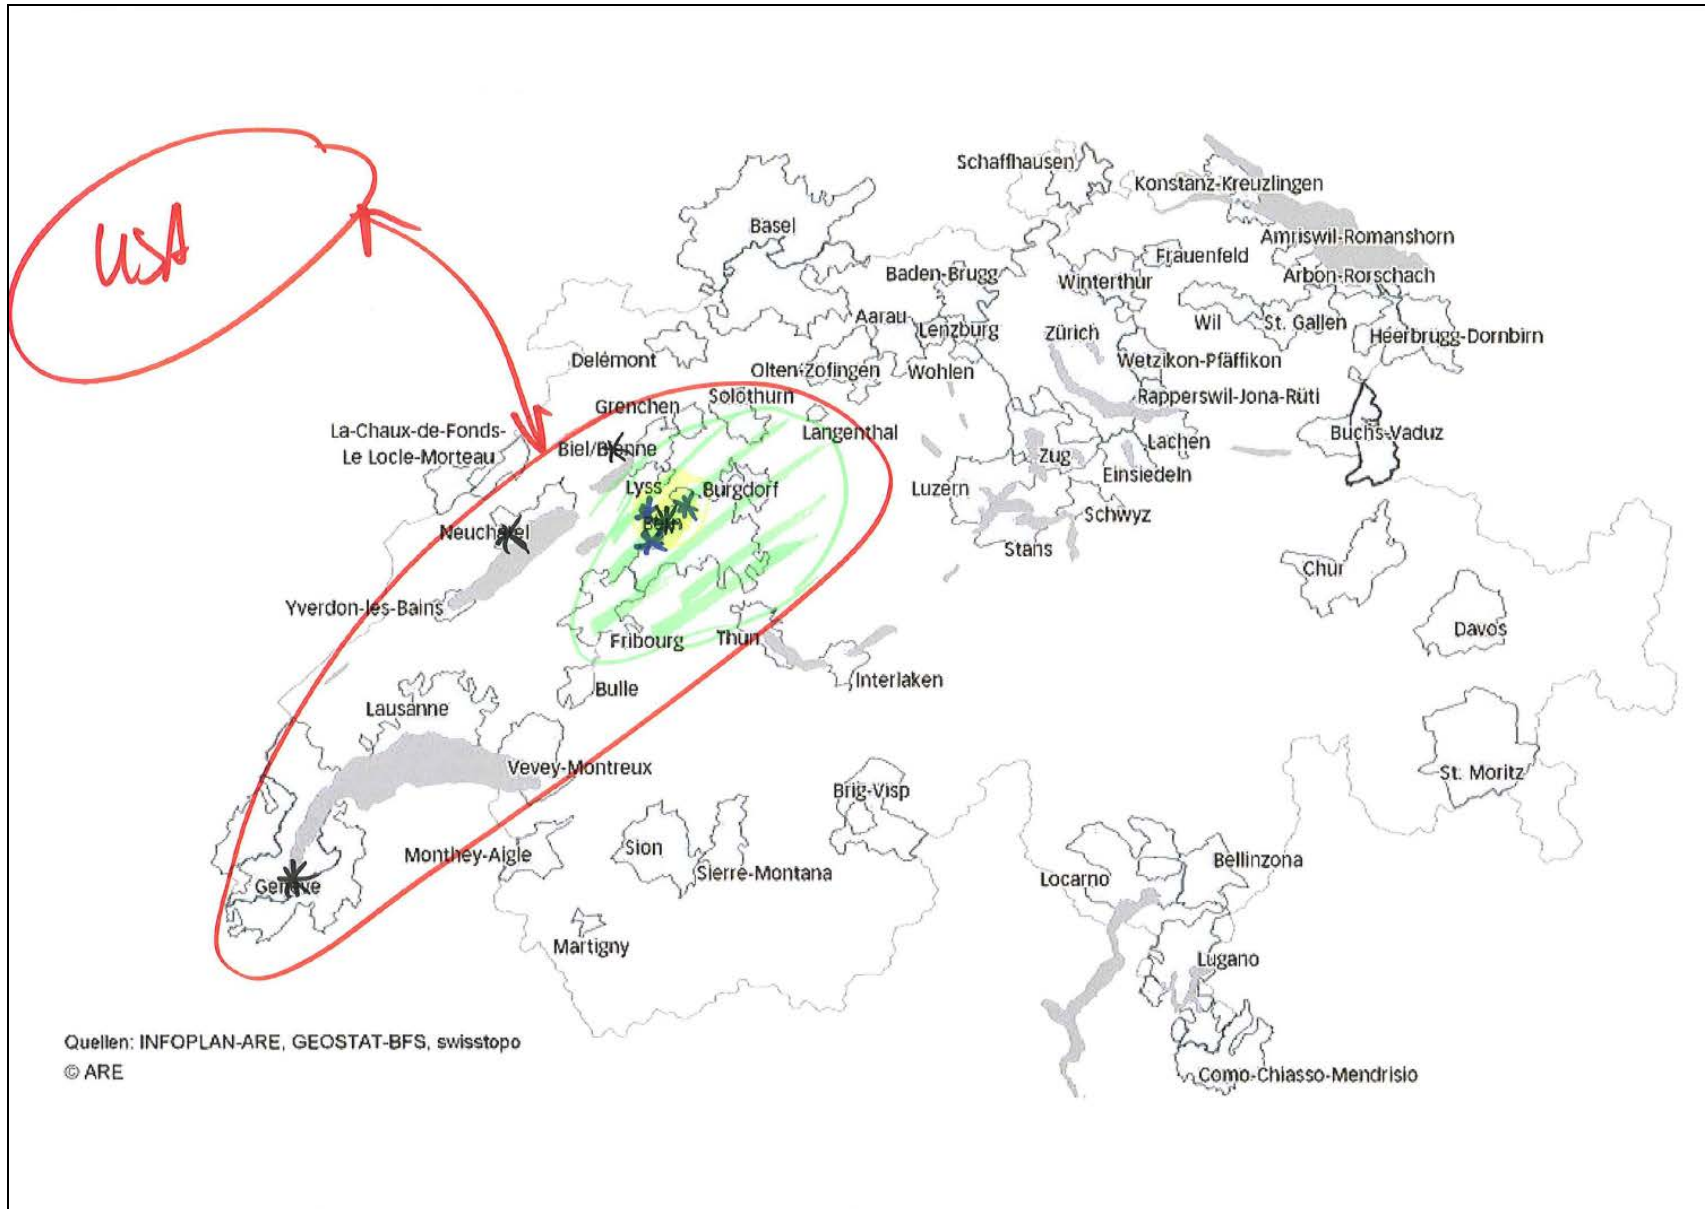 USA
Schaffhausen
Konstanz-Kreuzlingen
Basel
Amriswil-Romanshorn
Frauenfeld
Baden-Brugg
Winterthur
Arbon-Rorschach
Aarau
Lenzburg
Zürich
Wil
St. Gallen
Heerbrugg-Dornbirn
Delémont
Olten-Zofingen
Wohlen
Wetzikon-Pfäffikon
Grenchen
Solothurn
Rapperswil-Jona-Rüti
La-Chaux-de-Fonds-
Le Locle-Morteau
Biel/Bienne
Langenthal
Lachen
Buchs-Vaduz
Zug
Einsiedeln
Lyss
Burgdorf
Luzern
Schwyz
Neuchâtel
Bern
Stans
Chur
Yverdon-les-Bains
Davos
Fribourg
Thun
Interlaken
Bulle
Lausanne
Vevey-Montreux
St. Moritz
Brig-Visp
Monthey-Aigle
Sion
Sierre-Montana
Bellinzona
Locarno
Genève
Martigny
Lugano
Quellen: INFOPLAN-ARE, GEOSTAT-BFS, swisstopo
© ARE
Como-Chiasso-Mendrisio